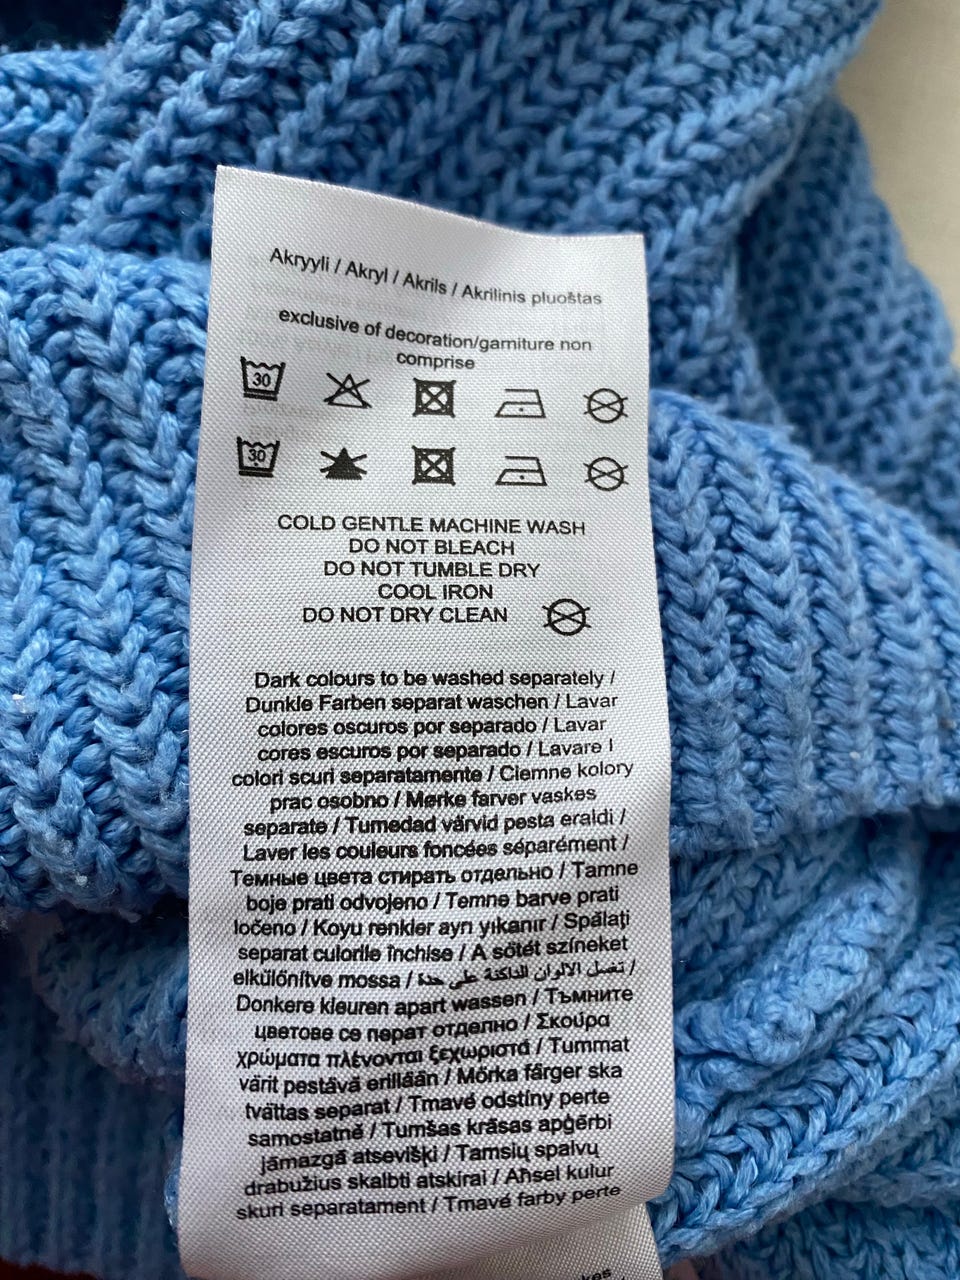 Akryyli / Akryl / Akrils / Akrilinis pluoštas
exclusive of decoration/garniture non
comprise
30
30
COLD GENTLE MACHINE WASH
DO NOT BLEACH
DO NOT TUMBLE DRY
COOL IRON
DO NOT DRY CLEAN
Dark colours to be washed separately /
Dunkle Farben separat waschen / Lavar
colores oscuros por separado / Lavar
cores escuros por separado / Lavare I
colori scuri separatamente / Ciemne kolory
prac osobno / Mørke farver vaskes
separate / Tumedad värvid pesta eraldi /
Laver les couleurs foncées séparément /
Темные цвета стирать отдельно / Tamne
boje prati odvojeno / Temne barve prati
ločeno / Koyu renkler ayrı yıkanır / Spălaţi
separat culorile închise / A sötét színeket
elkülönítve mossa / تغسل الالوان الداكنة على حدة /
Donkere kleuren apart wassen / Тъмните
цветове се перат отделно / Σκούρα
χρώματα πλένονται ξεχωριστά / Tummat
värit pestävä erillään / Mörka färger ska
tvättas separat / Tmavé odstíny perte
samostatně / Tumšas krāsas apģērbi
jāmazgā atsevišķi / Tamsių spalvų
drabužius skalbti atskirai / Aħsel kulur
skuri separatament / Tmavé farby perte